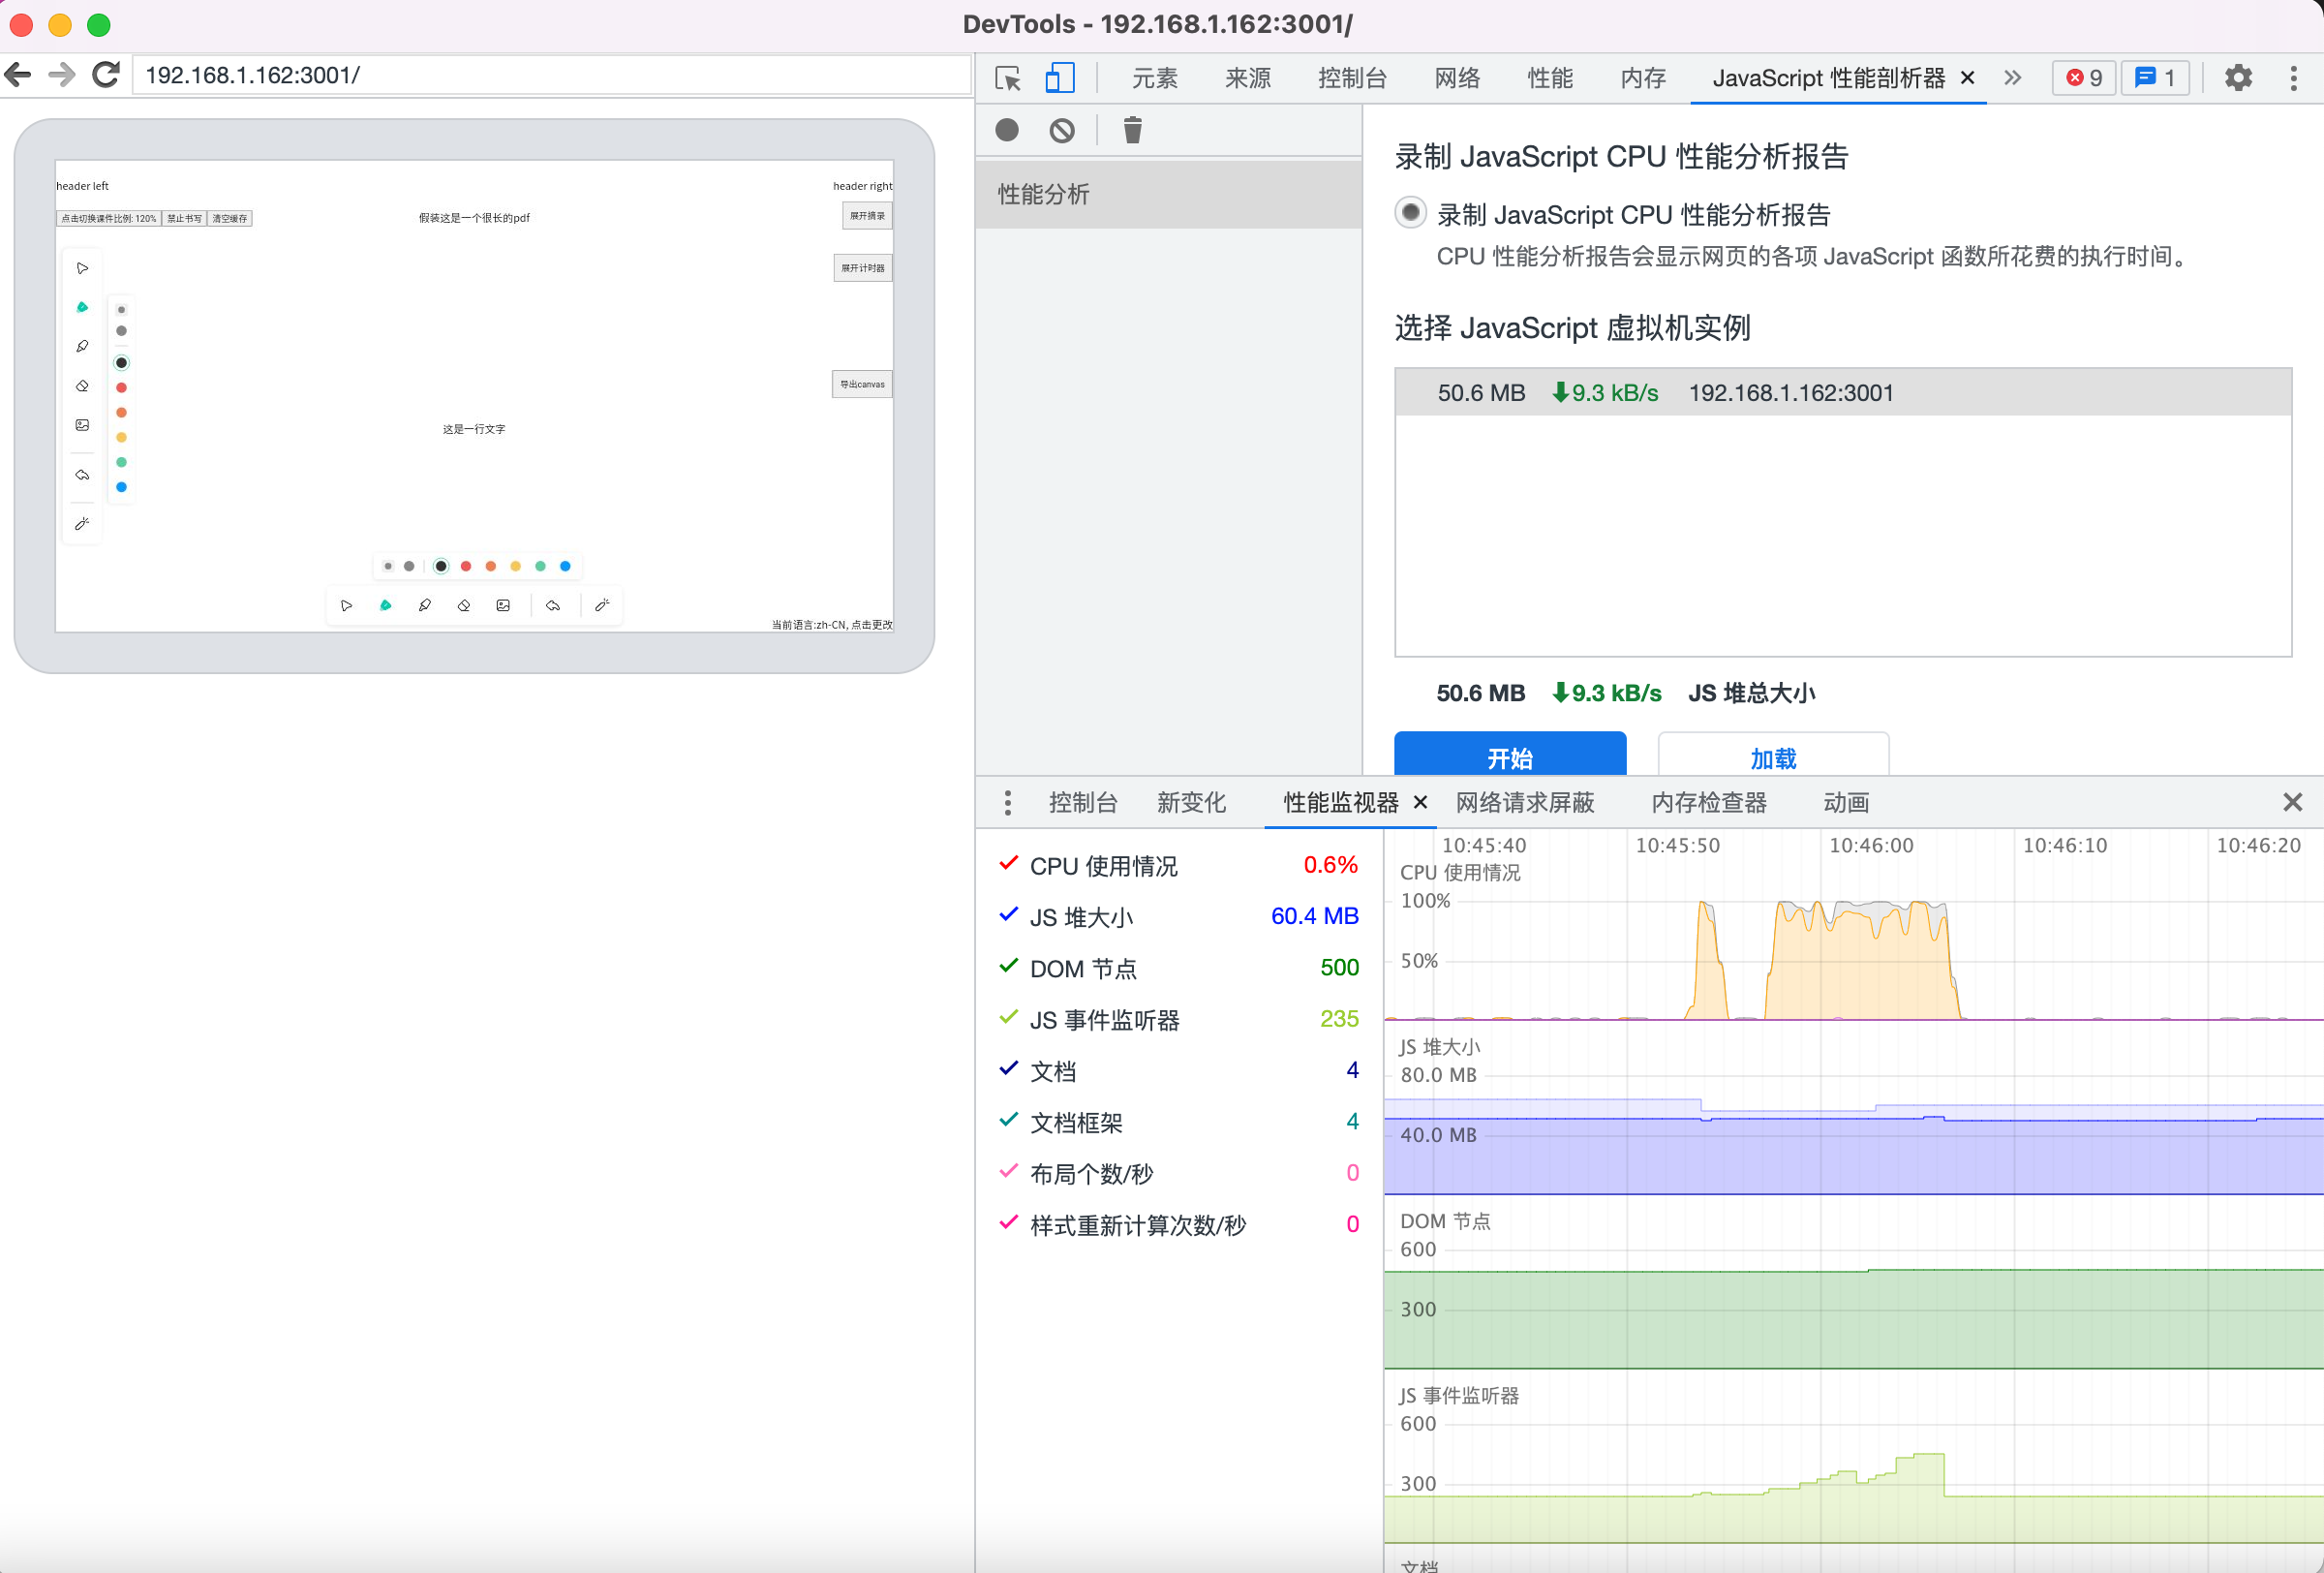 DevTools - 192.168.1.162:3001/
192.168.1.162:3001/
header left
header right
点击切换课件比例: 120% 禁止书写 清空缓存
假装这是一个很长的pdf
展开摘录
展开计时器
导出canvas
这是一行文字
当前语言:zh-CN, 点击更改
元素 来源 控制台 网络 性能 内存 JavaScript 性能剖析器 9 1
性能分析
录制 JavaScript CPU 性能分析报告
录制 JavaScript CPU 性能分析报告
CPU 性能分析报告会显示网页的各项 JavaScript 函数所花费的执行时间。
选择 JavaScript 虚拟机实例
50.6 MB 9.3 kB/s 192.168.1.162:3001
50.6 MB 9.3 kB/s JS 堆总大小
开始 加载
控制台 新变化 性能监视器 网络请求屏蔽 内存检查器 动画
CPU 使用情况 0.6%
JS 堆大小 60.4 MB
DOM 节点 500
JS 事件监听器 235
文档 4
文档框架 4
布局个数/秒 0
样式重新计算次数/秒 0
10:45:40 10:45:50 10:46:00 10:46:10 10:46:20
CPU 使用情况
100%
50%
JS 堆大小
80.0 MB
40.0 MB
DOM 节点
600
300
JS 事件监听器
600
300
文档